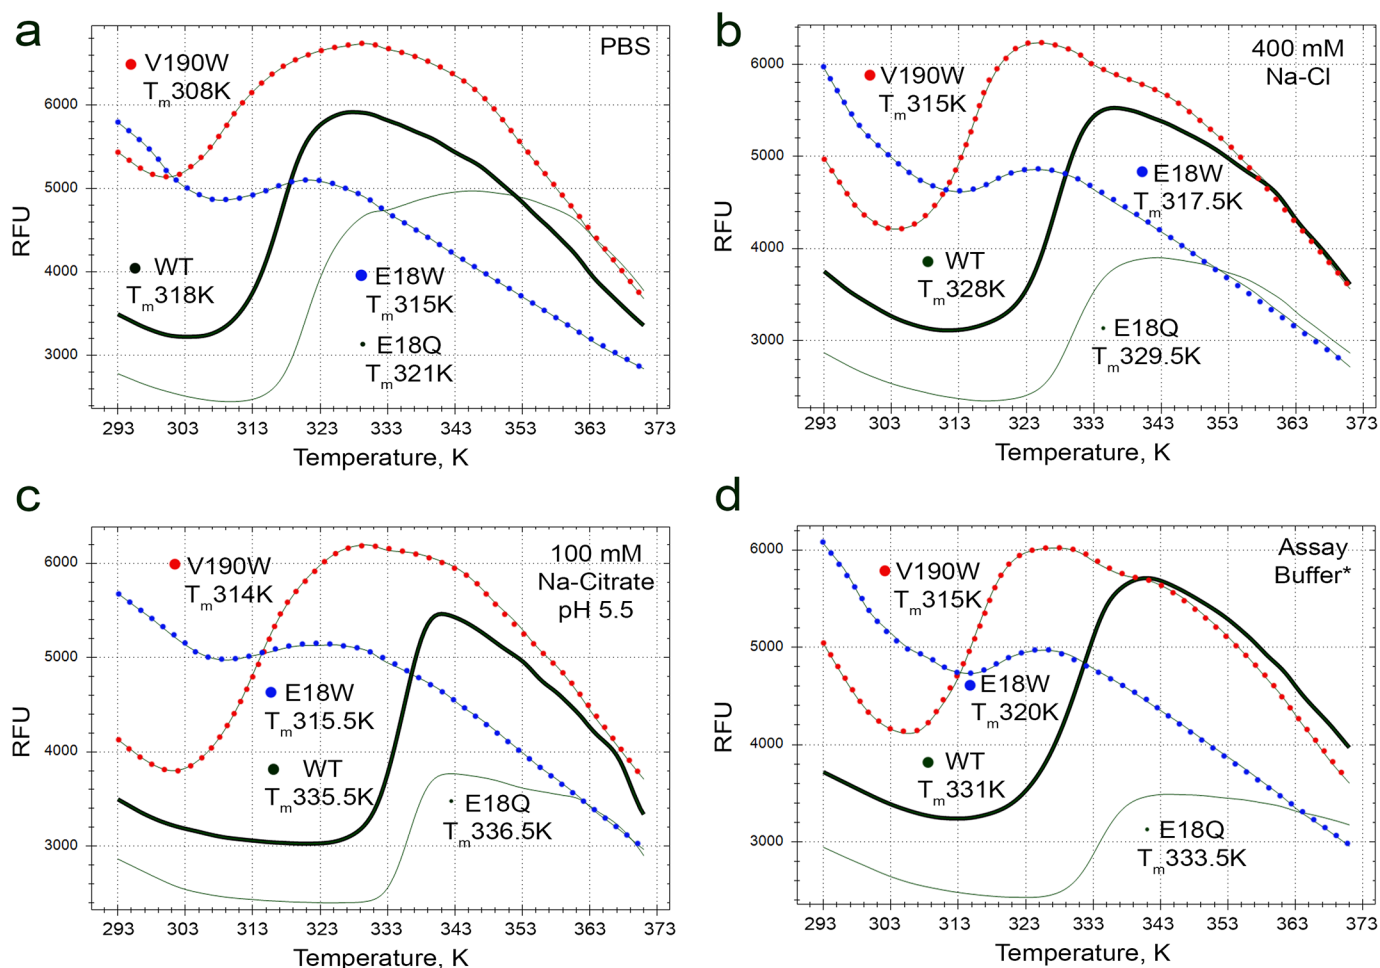 a
PBS
V190W
Tm308K
WT
Tm318K
E18W
Tm315K
E18Q
Tm321K
RFU
6000
5000
4000
3000
293 303 313 323 333 343 353 363 373
Temperature, K
b
400 mM
Na-Cl
V190W
Tm315K
E18W
Tm317.5K
WT
Tm328K
E18Q
Tm329.5K
RFU
6000
5000
4000
3000
293 303 313 323 333 343 353 363 373
Temperature, K
c
100 mM
Na-Citrate
pH 5.5
V190W
Tm314K
E18W
Tm315.5K
WT
Tm335.5K
E18Q
Tm336.5K
RFU
6000
5000
4000
3000
293 303 313 323 333 343 353 363 373
Temperature, K
d
Assay
Buffer*
V190W
Tm315K
E18W
Tm320K
WT
Tm331K
E18Q
Tm333.5K
RFU
6000
5000
4000
3000
293 303 313 323 333 343 353 363 373
Temperature, K